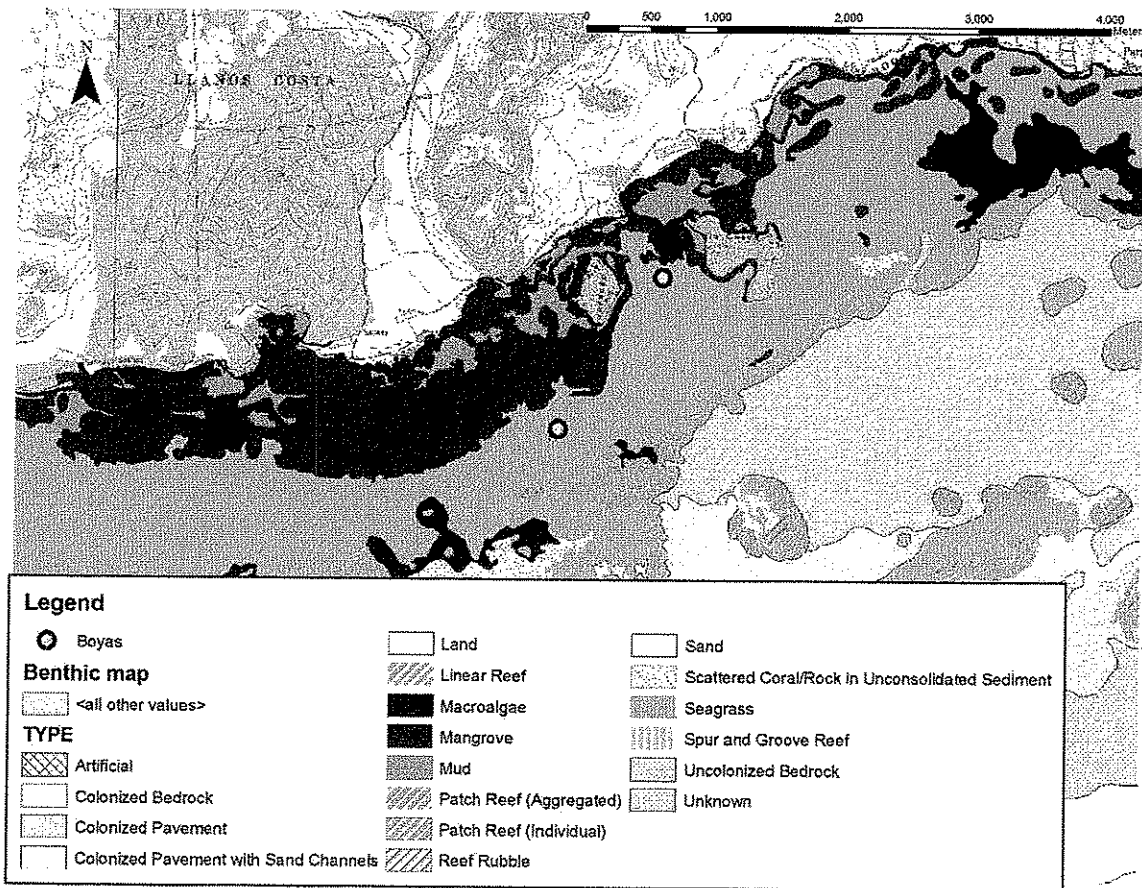 0 500 1,000 2,000 3,000 4,000
Meters
N
LLANOS COSTA
Legend
Boyas
Benthic map
<all other values>
TYPE
Artificial
Colonized Bedrock
Colonized Pavement
Colonized Pavement with Sand Channels
Land
Linear Reef
Macroalgae
Mangrove
Mud
Patch Reef (Aggregated)
Patch Reef (Individual)
Reef Rubble
Sand
Scattered Coral/Rock in Unconsolidated Sediment
Seagrass
Spur and Groove Reef
Uncolonized Bedrock
Unknown